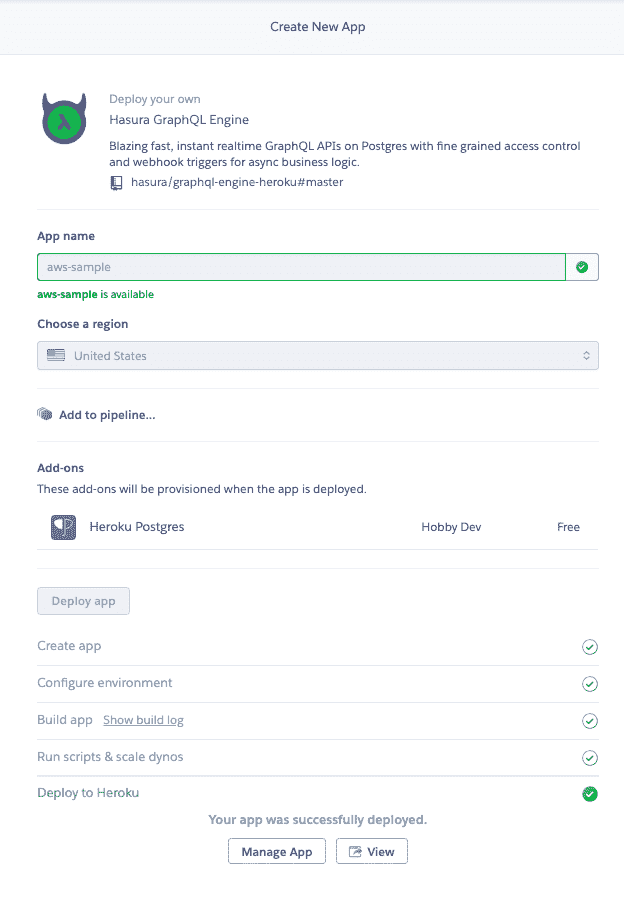 Create New App
Deploy your own
Hasura GraphQL Engine
Blazing fast, instant realtime GraphQL APIs on Postgres with fine grained access control
and webhook triggers for async business logic.
hasura/graphql-engine-heroku#master
App name
aws-sample
aws-sample is available
Choose a region
United States
Add to pipeline...
Add-ons
These add-ons will be provisioned when the app is deployed.
Heroku Postgres Hobby Dev Free
Deploy app
Create app
Configure environment
Build app Show build log
Run scripts & scale dynos
Deploy to Heroku
Your app was successfully deployed.
Manage App View